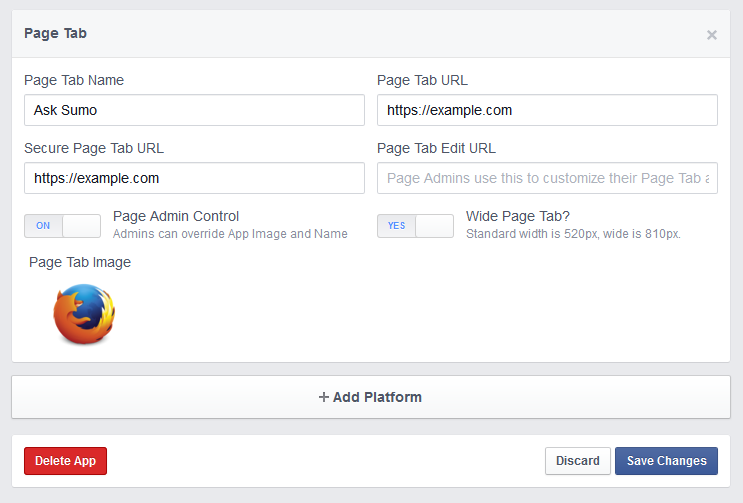 Page Tab
×
Page Tab Name
Page Tab URL
Ask Sumo
https://example.com
Secure Page Tab URL
Page Tab Edit URL
https://example.com
Page Admins use this to customize their Page Tab a
ON
Page Admin Control
Admins can override App Image and Name
YES
Wide Page Tab?
Standard width is 520px, wide is 810px.
Page Tab Image
+ Add Platform
Delete App
Discard
Save Changes